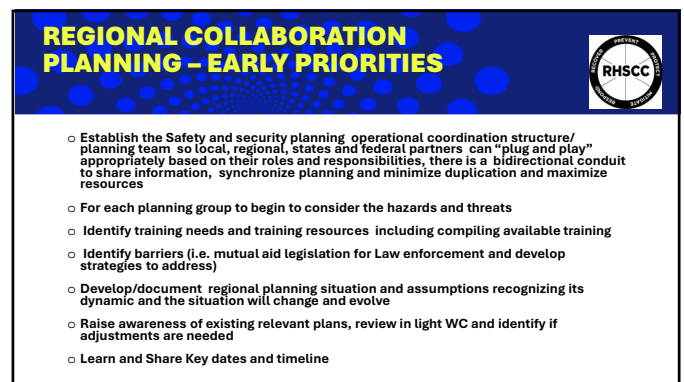 REGIONAL COLLABORATION
PLANNING – EARLY PRIORITIES
PREVENT
PROTECT
MITIGATE
RESPOND
RECOVER
RHSCC
o Establish the Safety and security planning operational coordination structure/
planning team so local, regional, states and federal partners can “plug and play”
appropriately based on their roles and responsibilities, there is a bidirectional conduit
to share information, synchronize planning and minimize duplication and maximize
resources
o For each planning group to begin to consider the hazards and threats
o Identify training needs and training resources including compiling available training
o Identify barriers (i.e. mutual aid legislation for Law enforcement and develop
strategies to address)
o Develop/document regional planning situation and assumptions recognizing its
dynamic and the situation will change and evolve
o Raise awareness of existing relevant plans, review in light WC and identify if
adjustments are needed
o Learn and Share Key dates and timeline